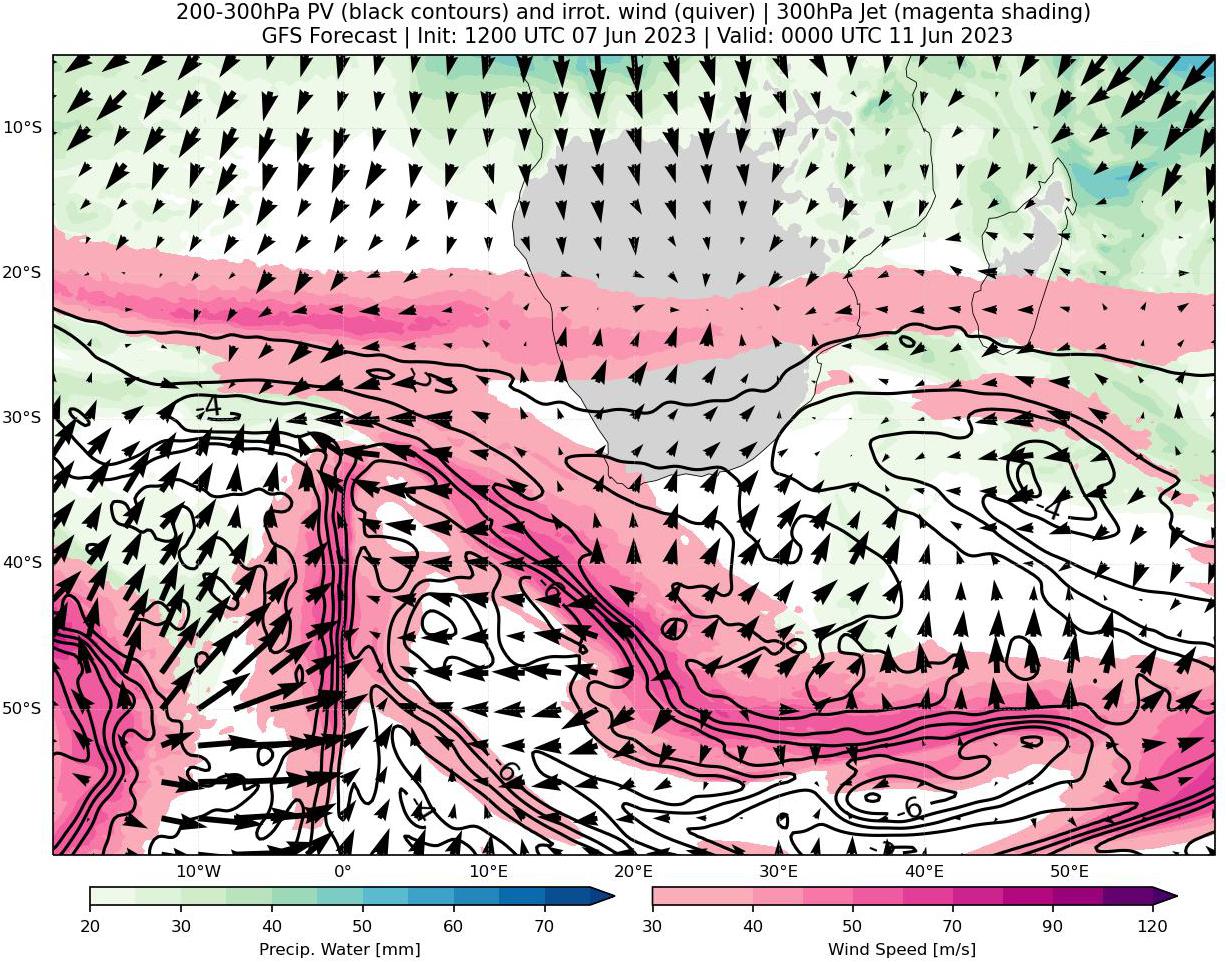 200-300hPa PV (black contours) and irrot. wind (quiver) | 300hPa Jet (magenta shading)
GFS Forecast | Init: 1200 UTC 07 Jun 2023 | Valid: 0000 UTC 11 Jun 2023
10°S
20°S
-4
30°S
-4
40°S
50°S
-6
-6
10°W 0° 10°E 20°E 30°E 40°E 50°E
20 30 40 50 60 70
30 40 50 70 90 120
Precip. Water [mm]
Wind Speed [m/s]